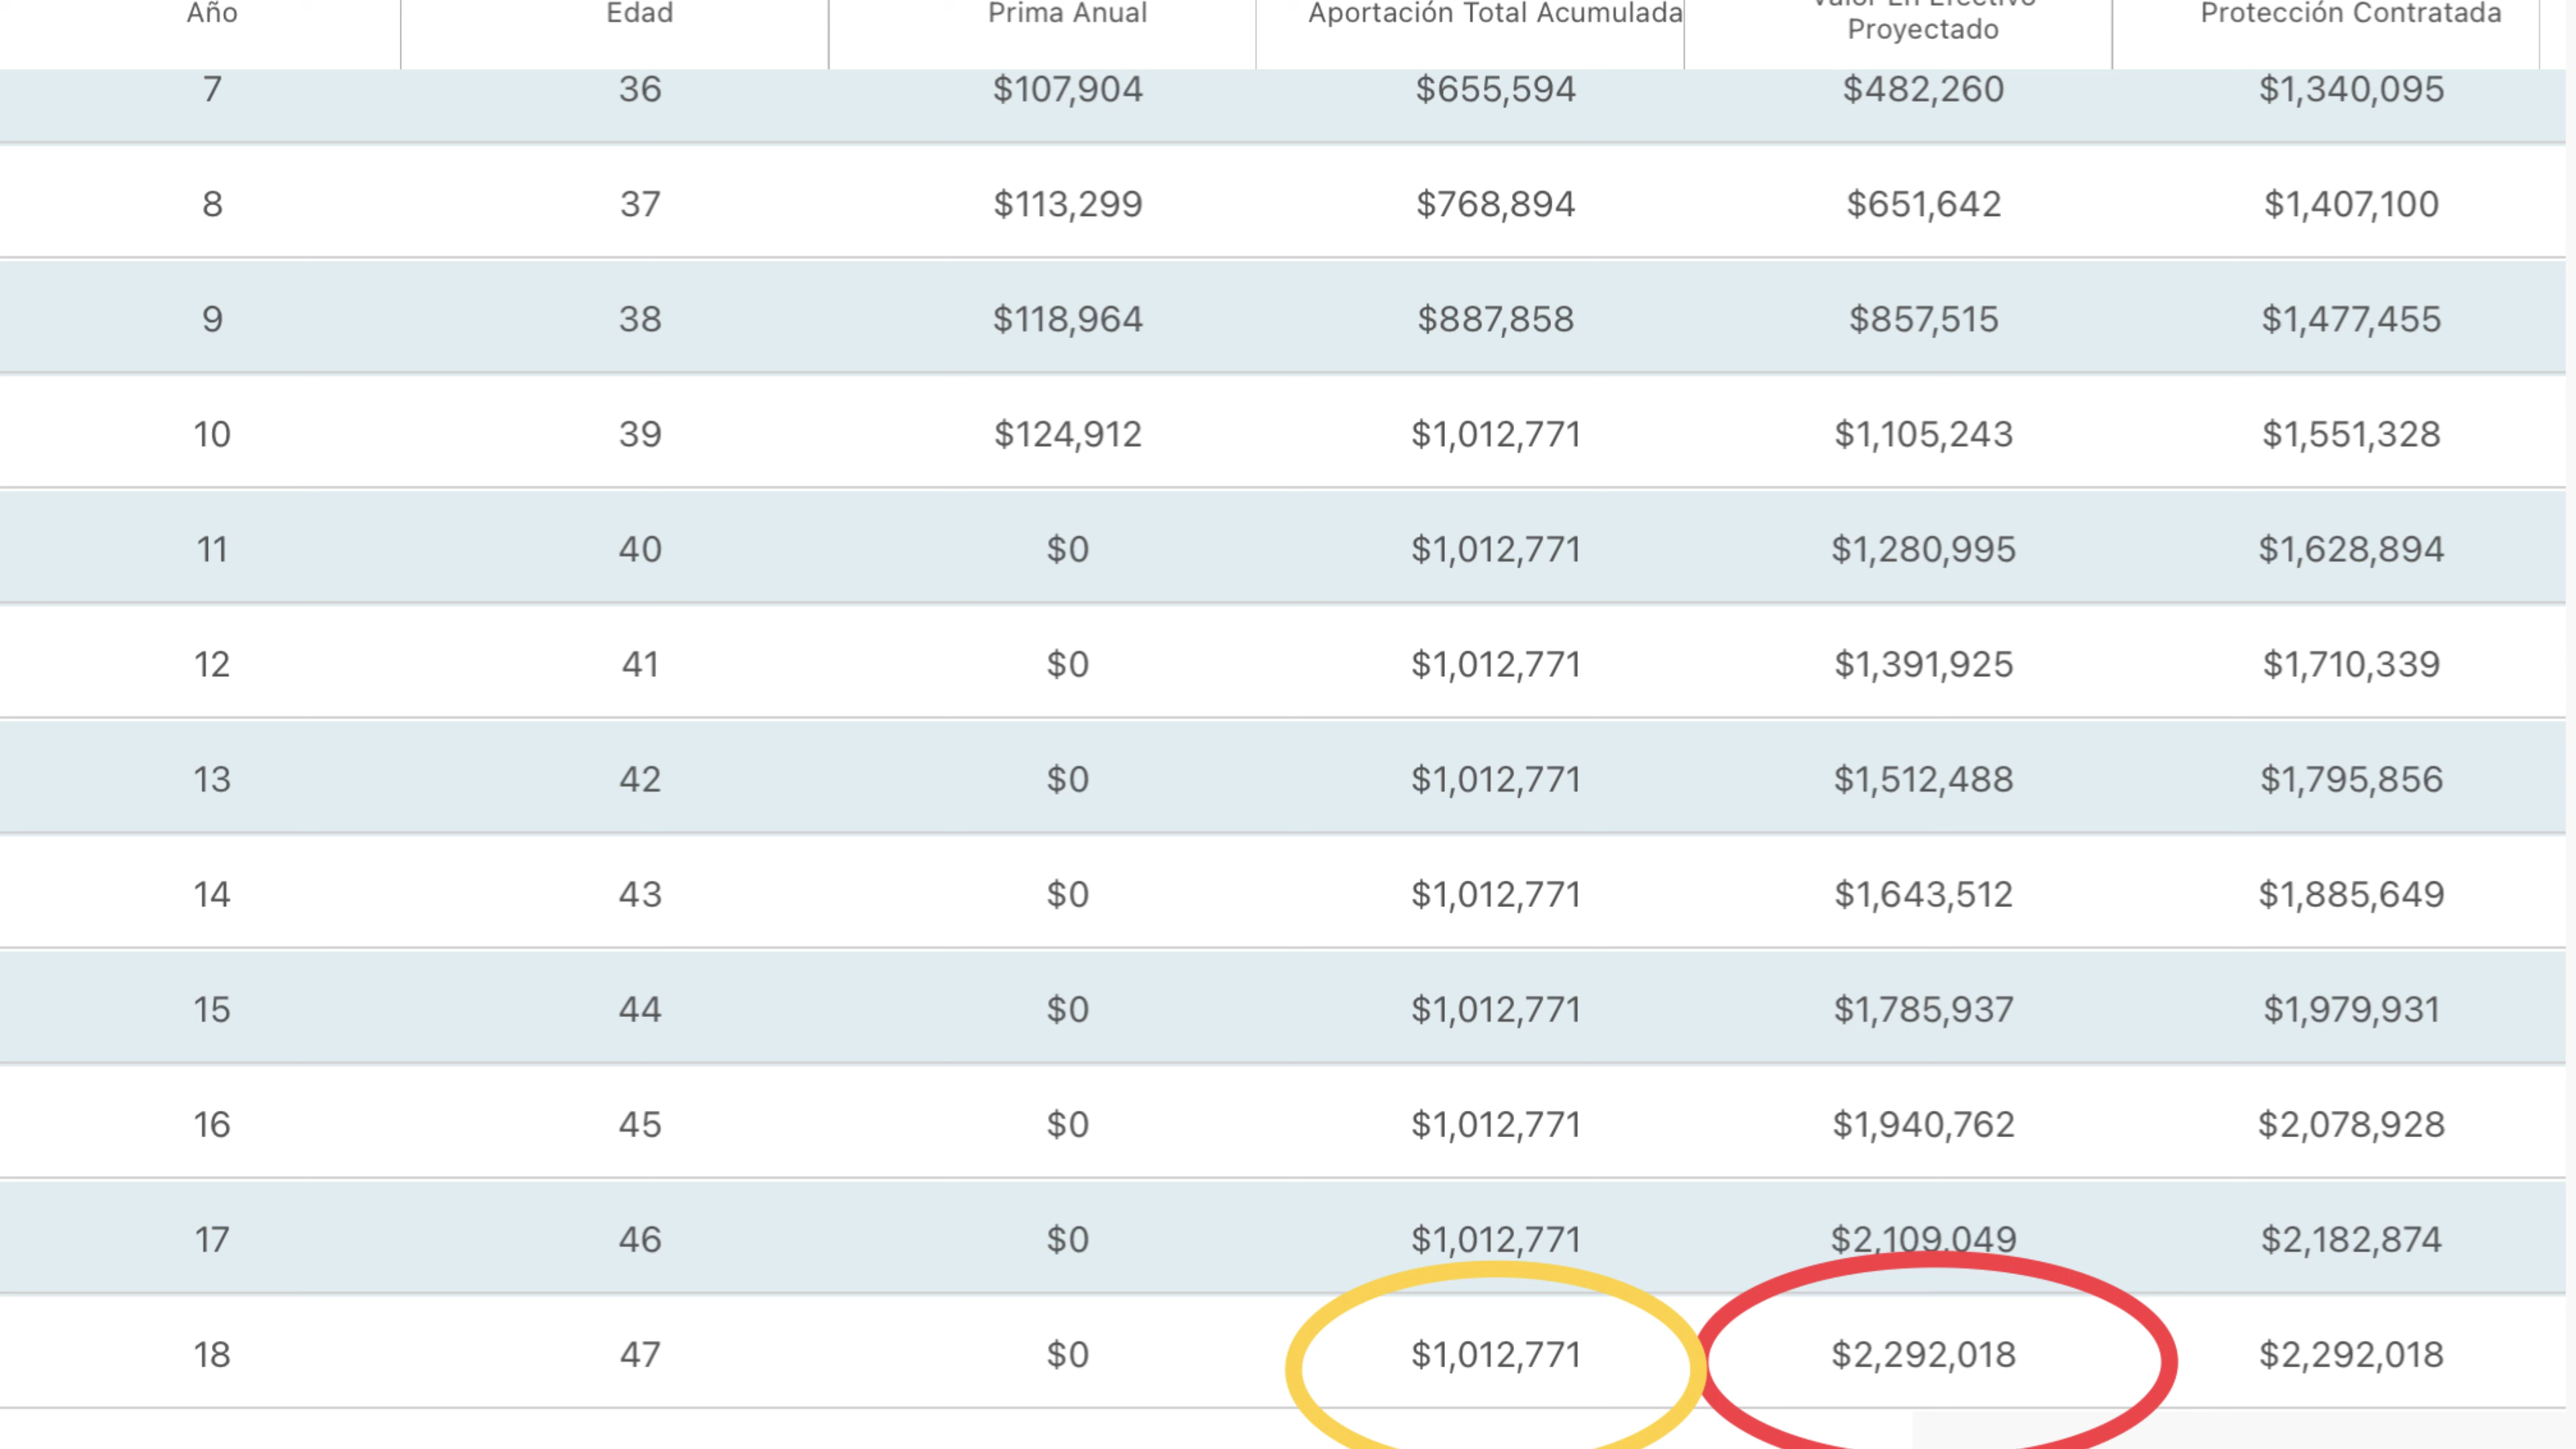 Año Edad Prima Anual Aportación Total Acumulada Valor En Efectivo Proyectado Protección Contratada
7 36 $107,904 $655,594 $482,260 $1,340,095
8 37 $113,299 $768,894 $651,642 $1,407,100
9 38 $118,964 $887,858 $857,515 $1,477,455
10 39 $124,912 $1,012,771 $1,105,243 $1,551,328
11 40 $0 $1,012,771 $1,280,995 $1,628,894
12 41 $0 $1,012,771 $1,391,925 $1,710,339
13 42 $0 $1,012,771 $1,512,488 $1,795,856
14 43 $0 $1,012,771 $1,643,512 $1,885,649
15 44 $0 $1,012,771 $1,785,937 $1,979,931
16 45 $0 $1,012,771 $1,940,762 $2,078,928
17 46 $0 $1,012,771 $2,109,049 $2,182,874
18 47 $0 $1,012,771 $2,292,018 $2,292,018